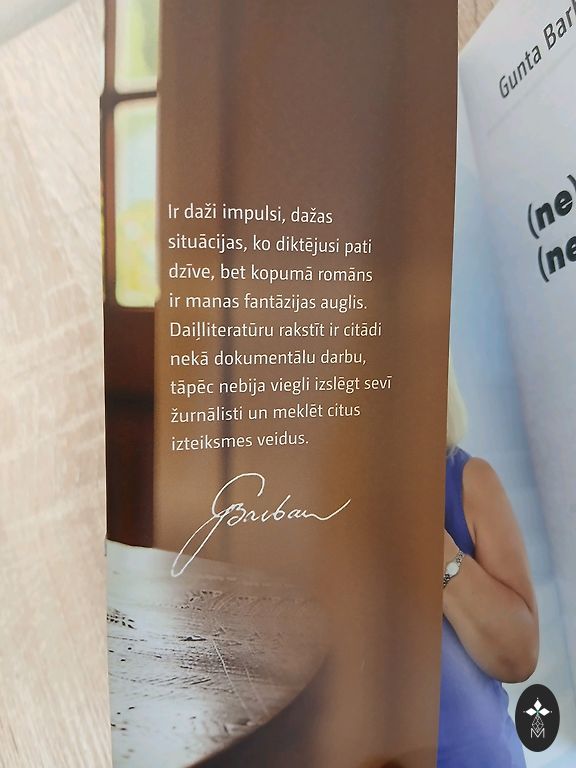 Ir daži impulsi, dažas
situācijas, ko diktējusi pati
dzīve, bet kopumā romāns
ir manas fantāzijas auglis.
Daiļliteratūru rakstīt ir citādi
nekā dokumentālu darbu,
tāpēc nebija viegli izslēgt sevī
žurnālisti un meklēt citus
izteiksmes veidus.
Gunta
(ne)
(ne